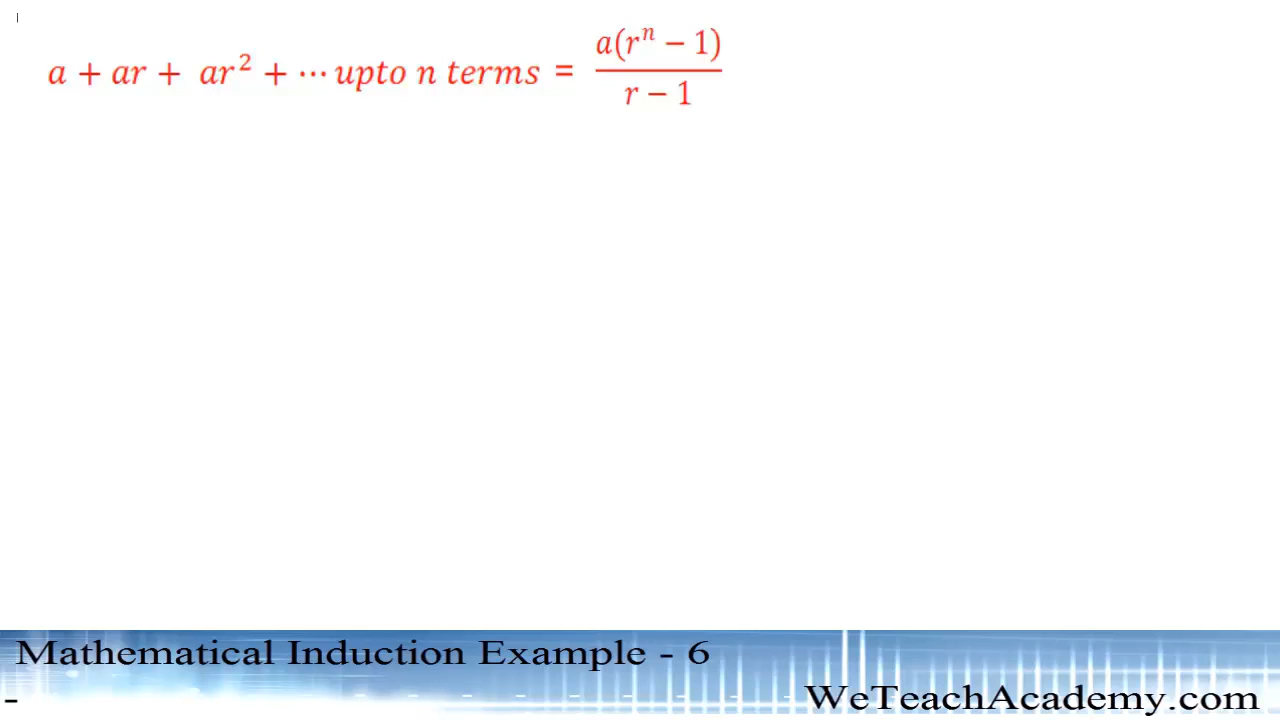 a + ar + ar² + ⋯ upto n terms = a(rⁿ − 1) / r − 1
Mathematical Induction Example - 6
WeTeachAcademy.com